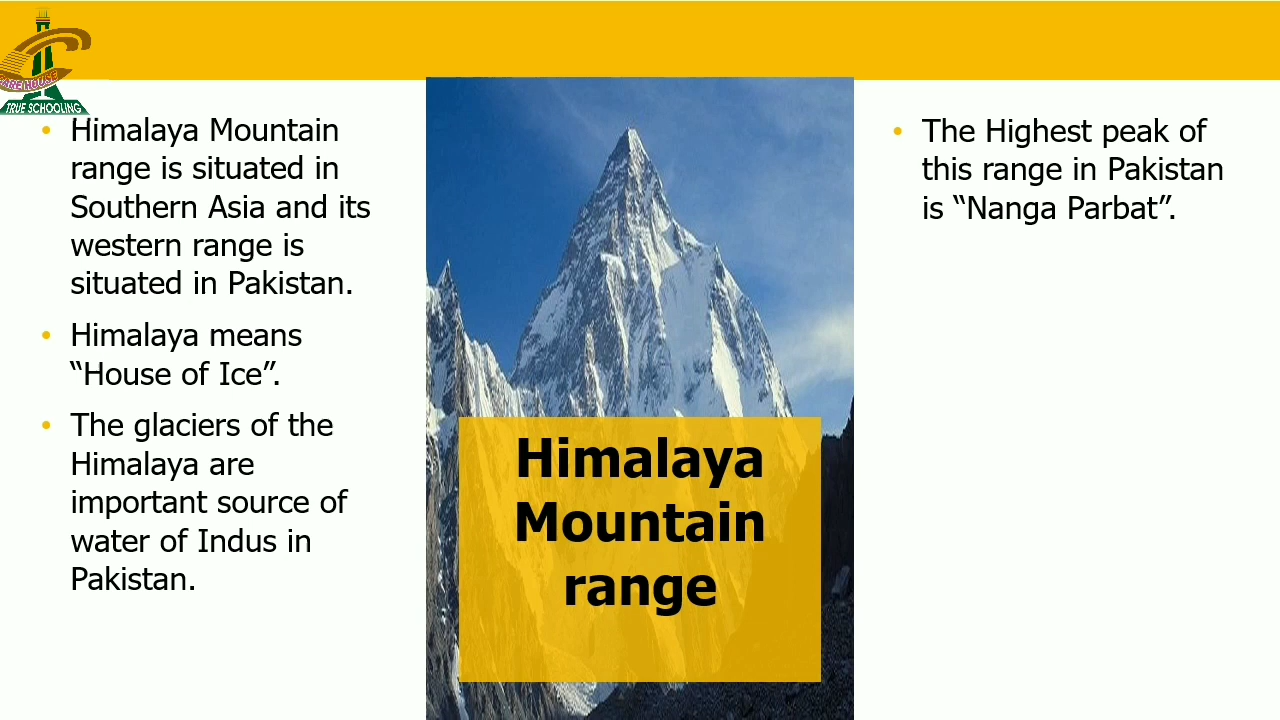 CARE HOUSE
TRUE SCHOOLING
• Himalaya Mountain
range is situated in
Southern Asia and its
western range is
situated in Pakistan.
• Himalaya means
“House of Ice”.
• The glaciers of the
Himalaya are
important source of
water of Indus in
Pakistan.
Himalaya
Mountain
range
• The Highest peak of
this range in Pakistan
is “Nanga Parbat”.